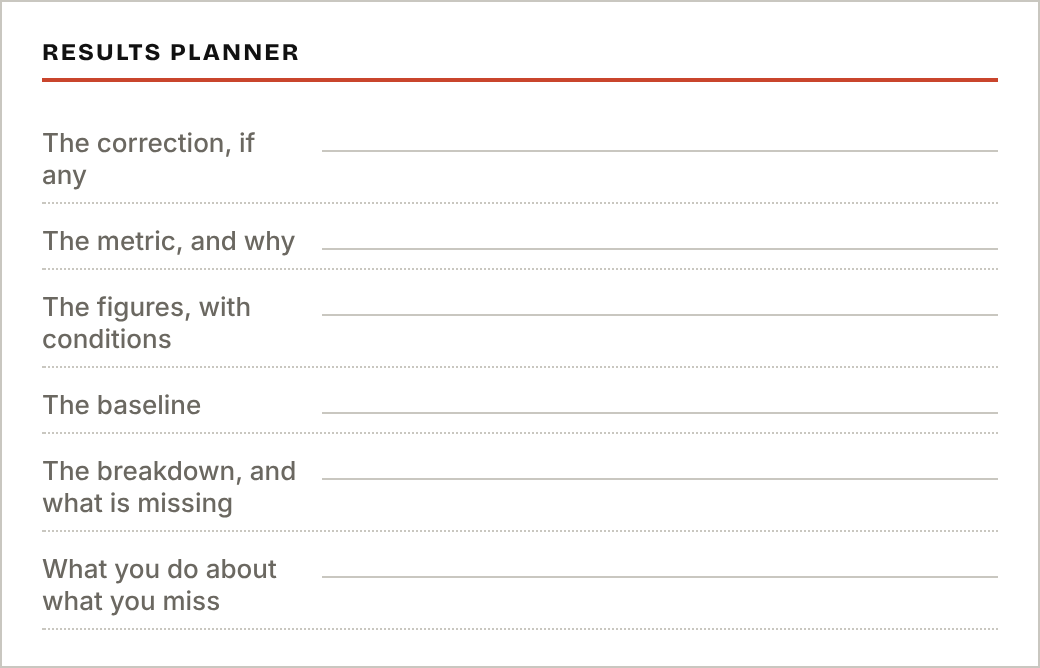 RESULTS PLANNER
The correction, if
any
The metric, and why
The figures, with
conditions
The baseline
The breakdown, and
what is missing
What you do about
what you miss